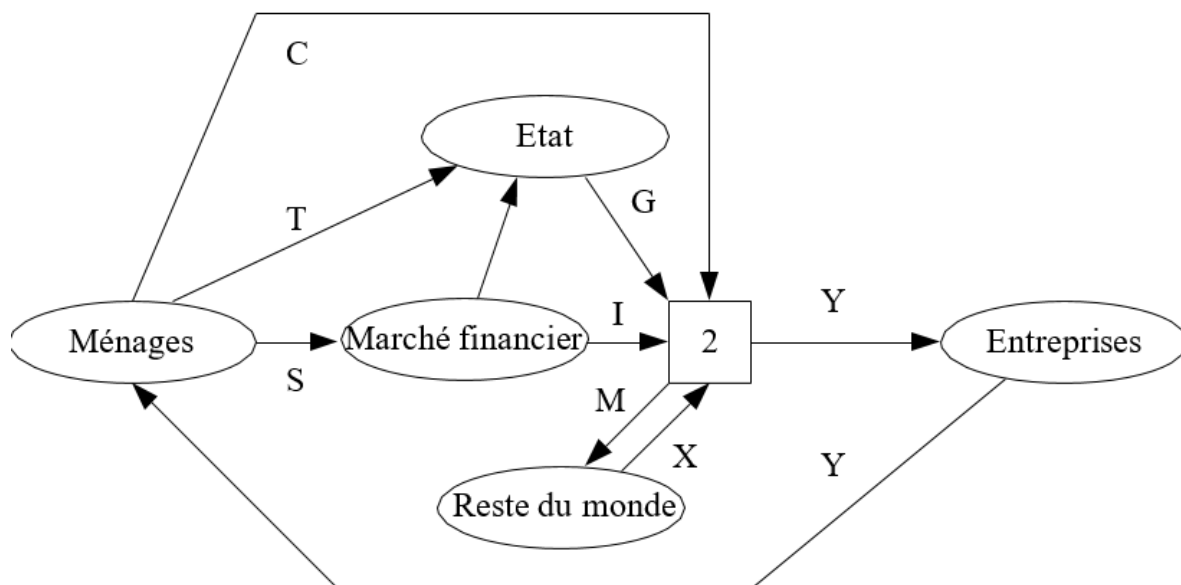 C
Etat
T
G
Ménages
S
Marché financier
I
2
Y
Entreprises
M
X
Y
Reste du monde